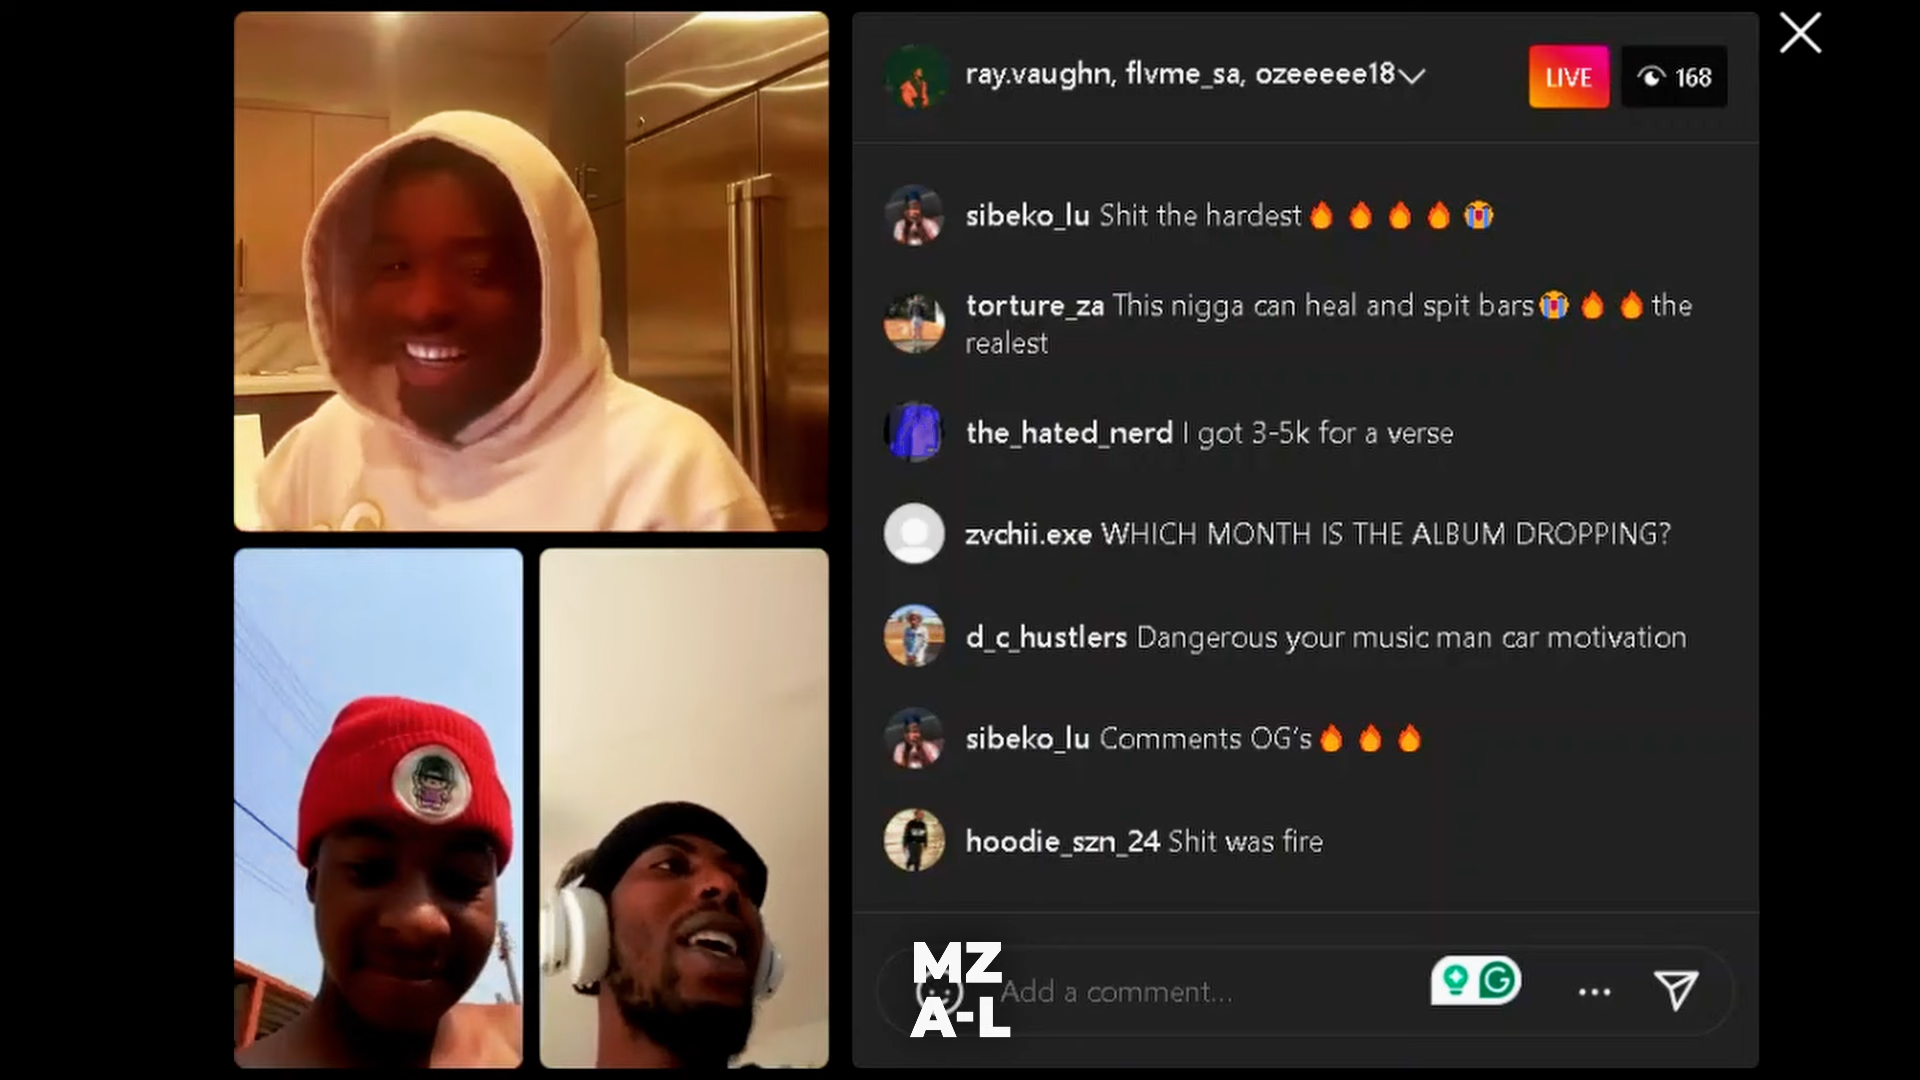 ray.vaughn, flvme_sa, ozeeeee18
LIVE
168
sibeko_lu Shit the hardest🔥🔥🔥🔥😭
torture_za This nigga can heal and spit bars😭🔥🔥the
realest
the_hated_nerd I got 3-5k for a verse
zvchii.exe WHICH MONTH IS THE ALBUM DROPPING?
d_c_hustlers Dangerous your music man car motivation
sibeko_lu Comments OG's🔥🔥🔥
hoodie_szn_24 Shit was fire
MZ
A-L
Add a comment...